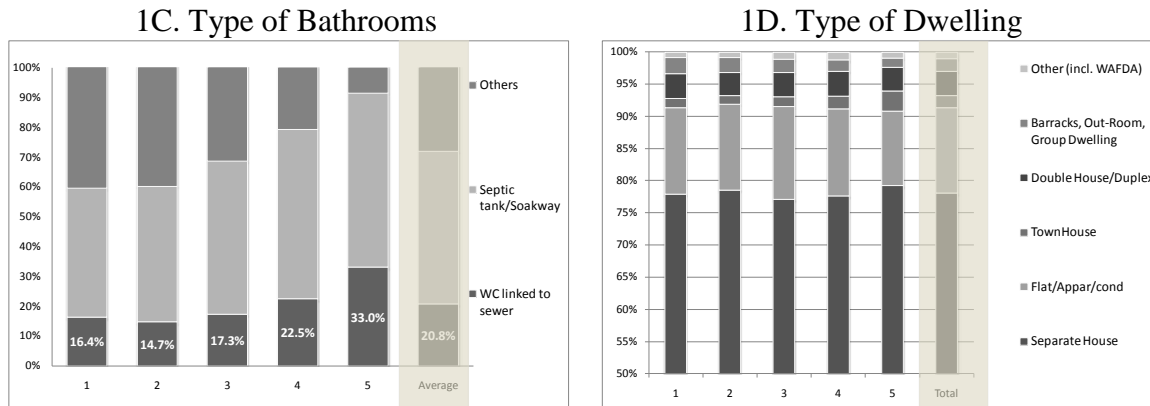 1C. Type of Bathrooms
100%
90%
80%
70%
60%
50%
40%
30%
20%
10%
0%
16.4%
14.7%
17.3%
22.5%
33.0%
20.8%
1
2
3
4
5
Average
Others
Septic
tank/Soakway
WC linked to
sewer
1D. Type of Dwelling
100%
95%
90%
85%
80%
75%
70%
65%
60%
55%
50%
1
2
3
4
5
Total
Other (incl. WAFDA)
Barracks, Out-Room,
Group Dwelling
Double House/Duplex
TownHouse
Flat/Appar/cond
Separate House